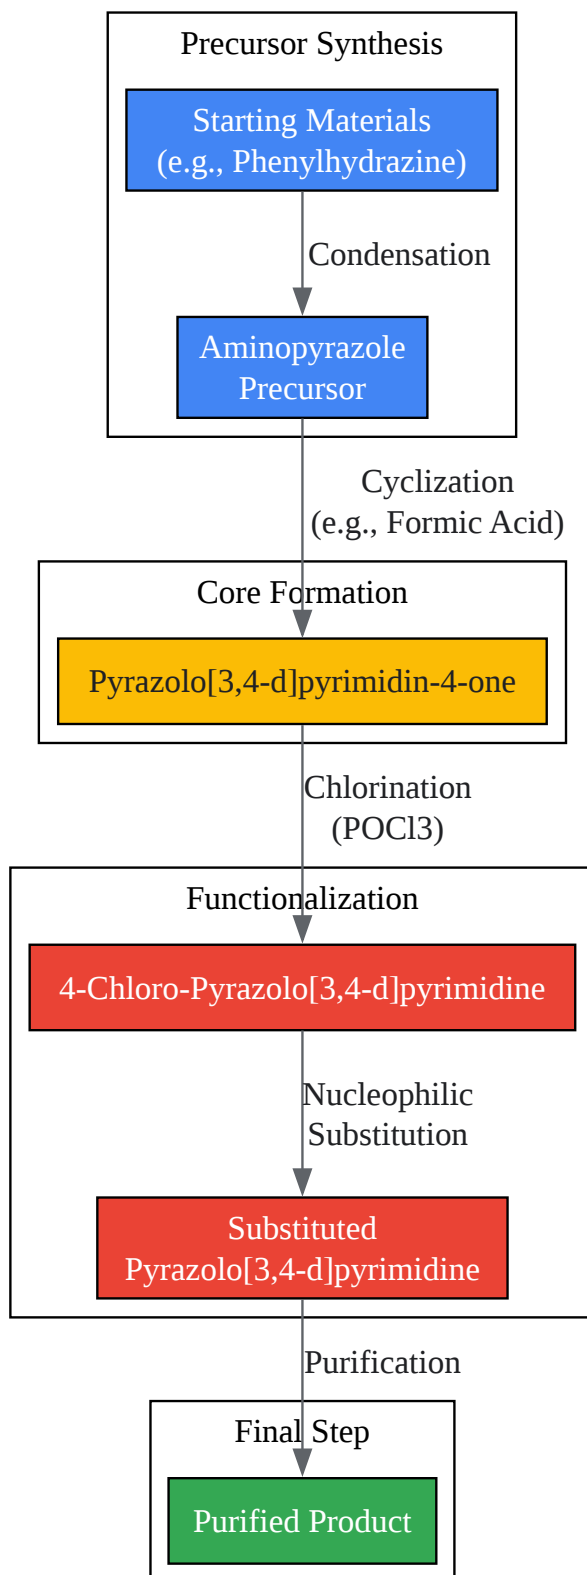 Precursor Synthesis
Starting Materials
(e.g., Phenylhydrazine)
Condensation
Aminopyrazole
Precursor
Cyclization
(e.g., Formic Acid)
Core Formation
Pyrazolo[3,4-d]pyrimidin-4-one
Chlorination
(POCl3)
Functionalization
4-Chloro-Pyrazolo[3,4-d]pyrimidine
Nucleophilic
Substitution
Substituted
Pyrazolo[3,4-d]pyrimidine
Purification
Final Step
Purified Product